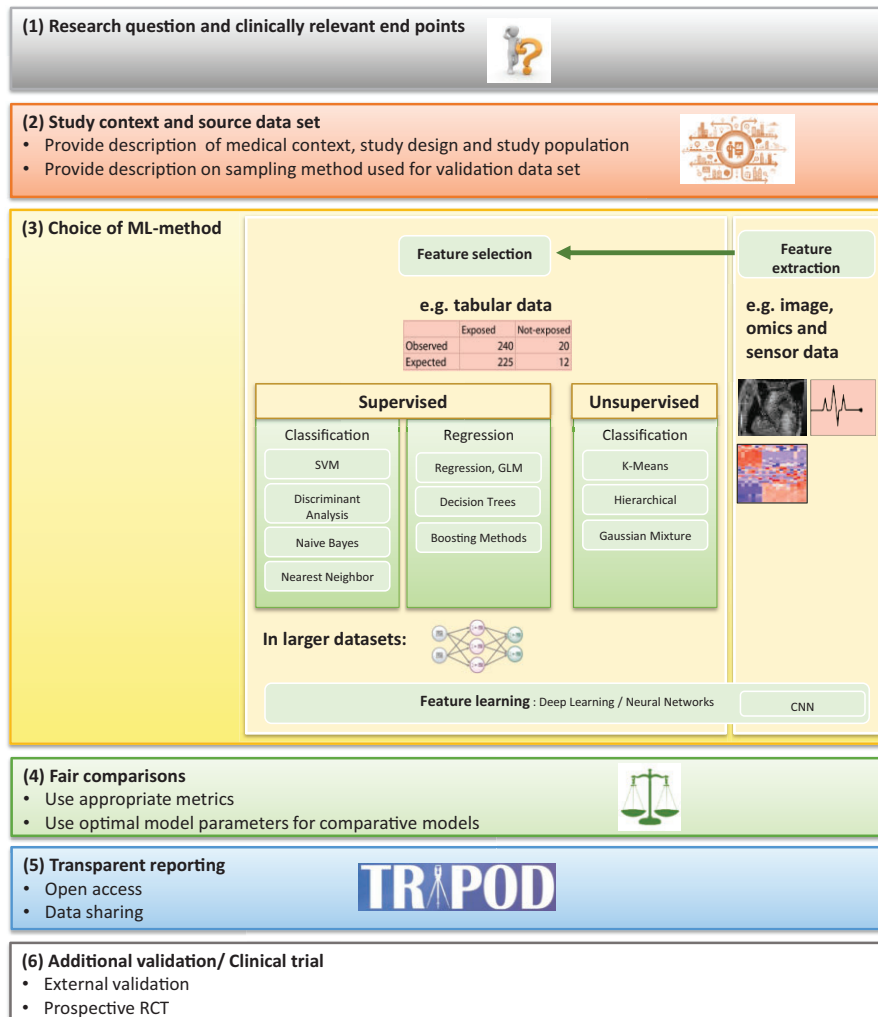 (1) Research question and clinically relevant end points
(2) Study context and source data set
• Provide description of medical context, study design and study population
• Provide description on sampling method used for validation data set
(3) Choice of ML-method
Feature selection
Feature
extraction
e.g. tabular data
Exposed Not-exposed
Observed 240 20
Expected 225 12
e.g. image,
omics and
sensor data
Supervised
Classification
SVM
Discriminant
Analysis
Naive Bayes
Nearest Neighbor
Regression
Regression, GLM
Decision Trees
Boosting Methods
Unsupervised
Classification
K-Means
Hierarchical
Gaussian Mixture
In larger datasets:
Feature learning : Deep Learning / Neural Networks
CNN
(4) Fair comparisons
• Use appropriate metrics
• Use optimal model parameters for comparative models
(5) Transparent reporting
• Open access
• Data sharing
TRIPOD
(6) Additional validation/ Clinical trial
• External validation
• Prospective RCT